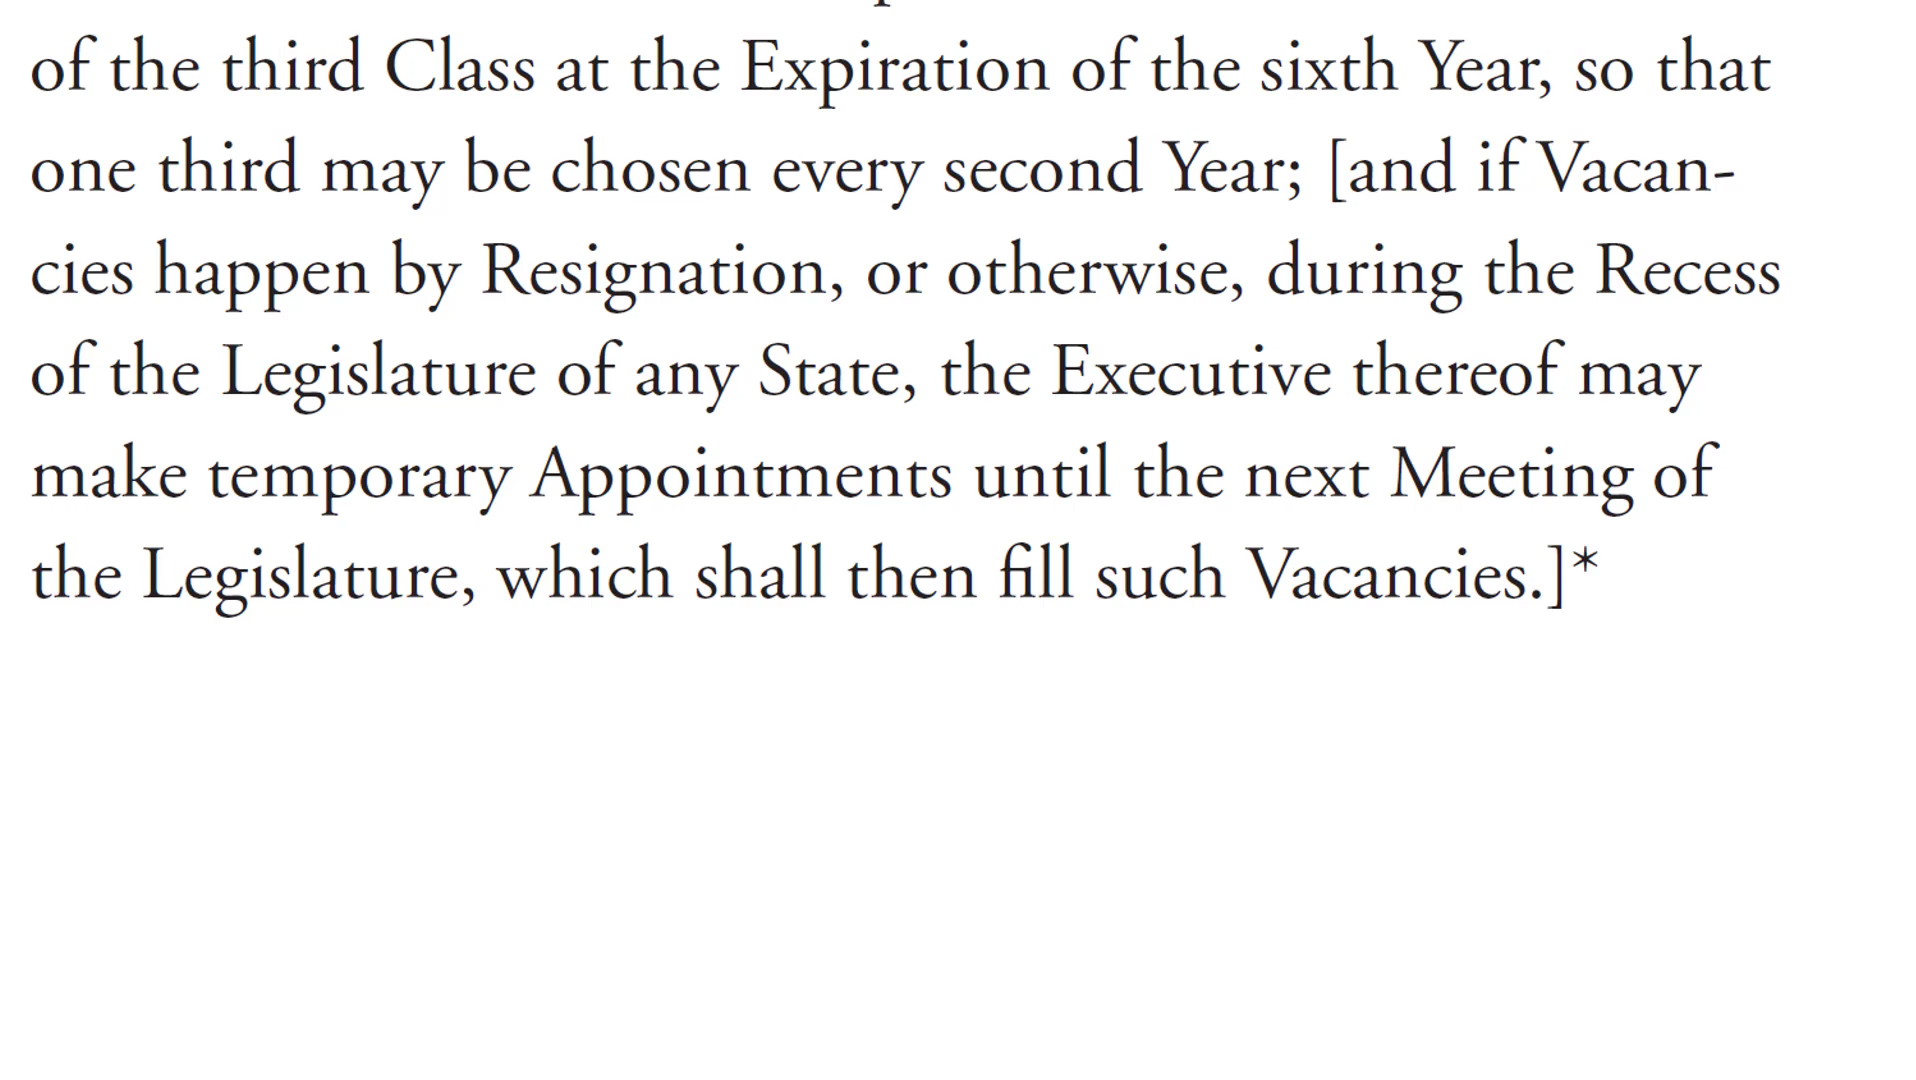 of the third Class at the Expiration of the sixth Year, so that
one third may be chosen every second Year; [and if Vacan-
cies happen by Resignation, or otherwise, during the Recess
of the Legislature of any State, the Executive thereof may
make temporary Appointments until the next Meeting of
the Legislature, which shall then fill such Vacancies.]*